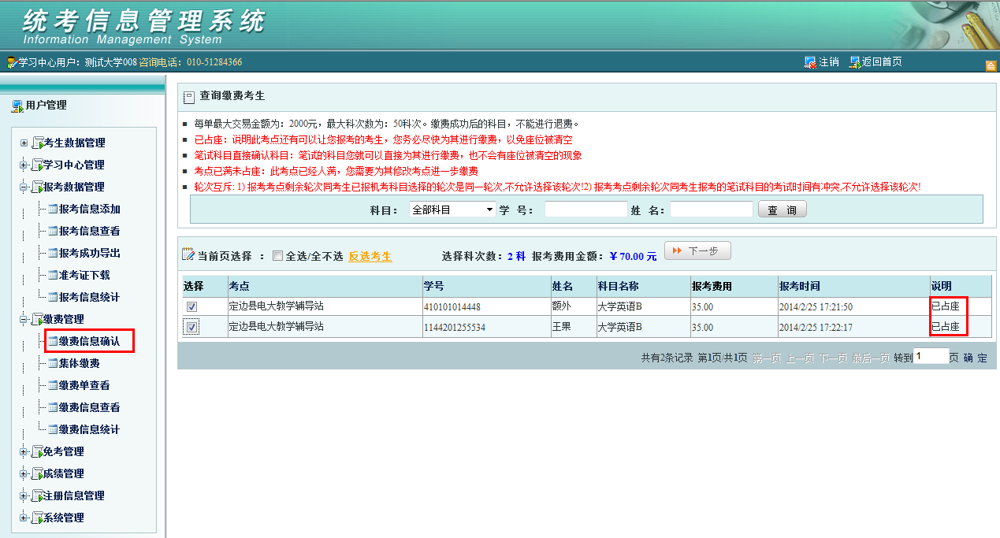 统考信息管理系统
Information Management System
学习中心用户：测试大学008 咨询电话：010-51284366
注销 返回首页
用户管理
考生数据管理
学习中心管理
报考数据管理
报考信息添加
报考信息查看
报考成功导出
准考证下载
报考信息统计
缴费管理
缴费信息确认
集体缴费
缴费单查看
缴费信息查看
缴费信息统计
免考管理
成绩管理
注册信息管理
系统管理
查询缴费考生
每单最大交易金额为：2000元，最大科次数为：50科次。缴费成功后的科目，不能进行退费。
已占座：说明此考点还有可以让您报考的考生，您务必尽快为其进行缴费，以免座位被清空
笔试科目直接确认科目：笔试的科目您就可以直接为其进行缴费，也不会有座位被清空的现象
考点已满未占座：此考点已经人满，您需要为其修改考点进一步缴费
轮次互斥: 1) 报考考点剩余轮次同考生已报机考科目选择的轮次是同一轮次,不允许选择该轮次!2) 报考考点剩余轮次同考生报考的笔试科目的考试时间有冲突,不允许选择该轮次!
科目： 全部科目 学 号： 姓 名： 查 询
当前页选择 ： 全选/全不选 反选考生 选择科次数：2 科 报考费用金额：￥70.00 元 下一步
选择 考点 学号 姓名 科目名称 报考费用 报考时间 说明
定边县电大教学辅导站 410101014448 额外 大学英语B 35.00 2014/2/25 17:21:50 已占座
定边县电大教学辅导站 1144201255534 王果 大学英语B 35.00 2014/2/25 17:22:17 已占座
共有2条记录 第1页/共1页 第一页 上一页 下一页 最后一页 转到 1 页 确 定